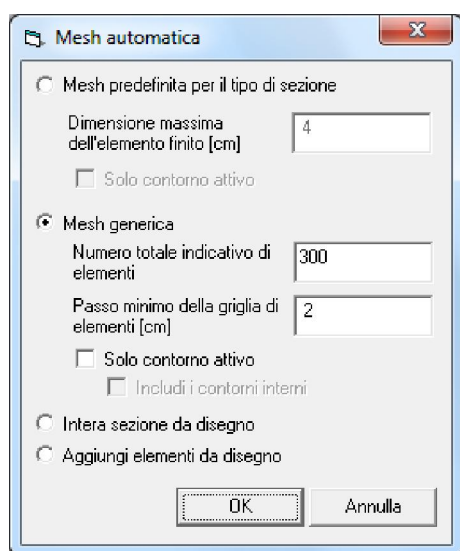 Mesh automatica
Mesh predefinita per il tipo di sezione
Dimensione massima
dell'elemento finito [cm]
4
Solo contorno attivo
Mesh generica
Numero totale indicativo di
elementi
300
Passo minimo della griglia di
elementi [cm]
2
Solo contorno attivo
Includi i contorni interni
Intera sezione da disegno
Aggiungi elementi da disegno
OK
Annulla